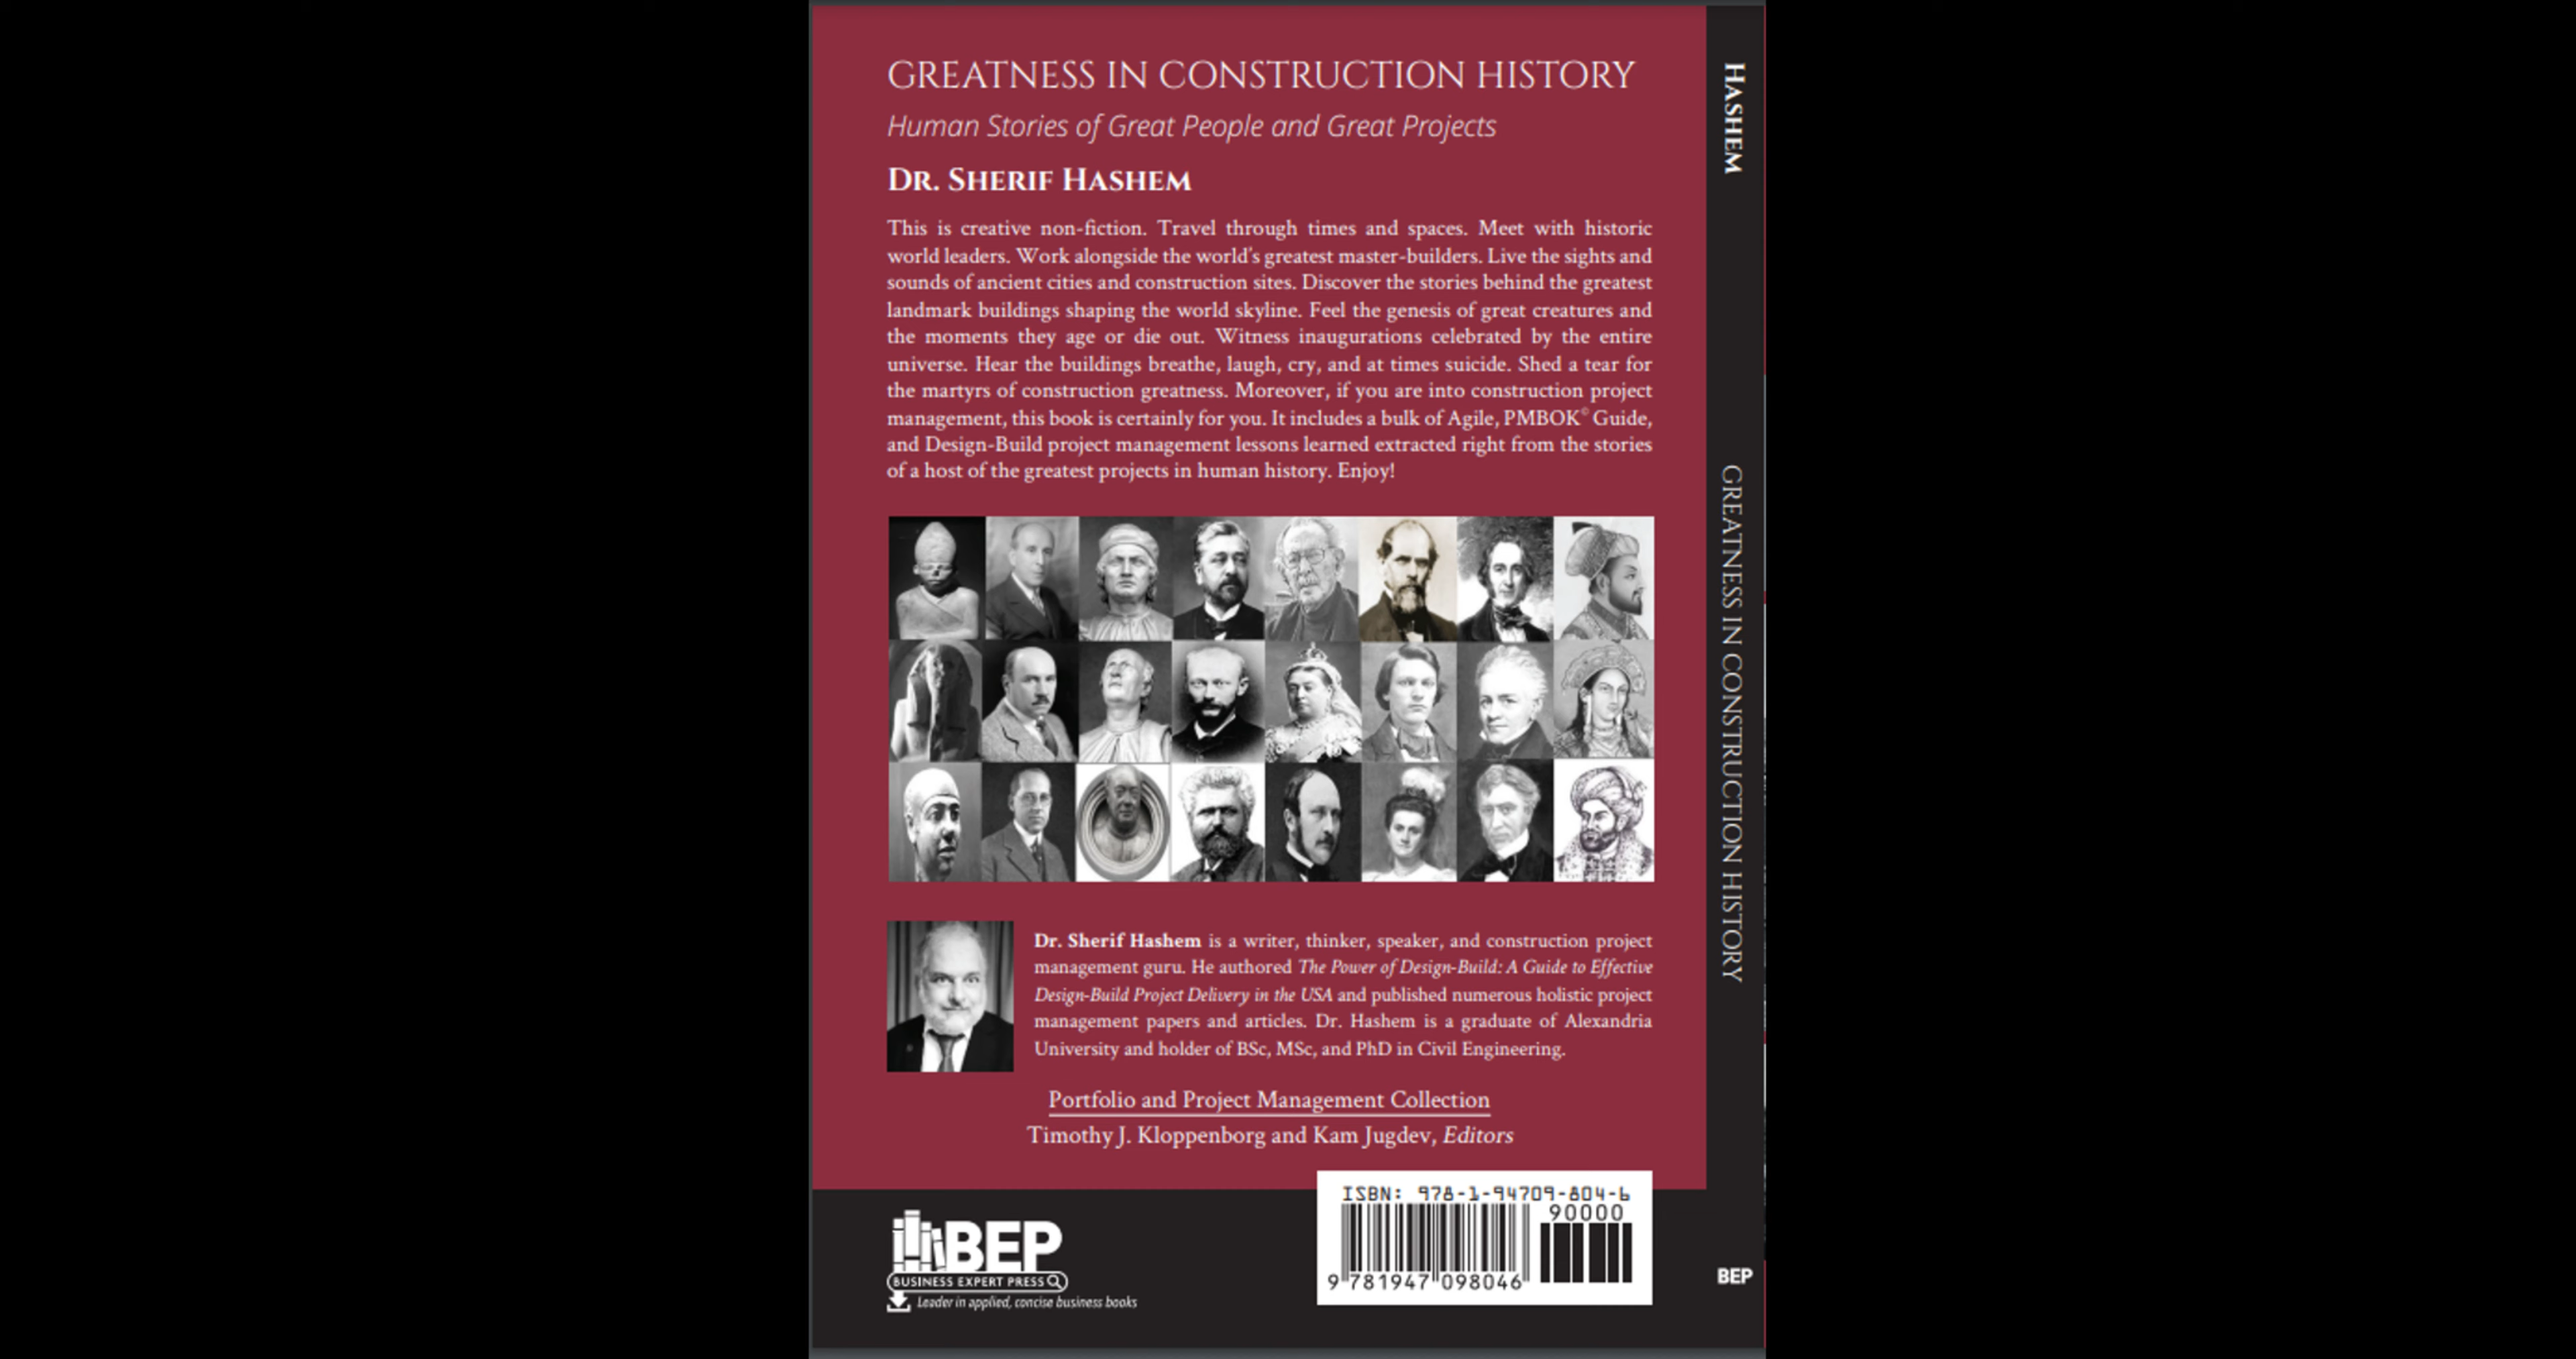 GREATNESS IN CONSTRUCTION HISTORY
Human Stories of Great People and Great Projects
DR. SHERIF HASHEM
This is creative non-fiction. Travel through times and spaces. Meet with historic
world leaders. Work alongside the world's greatest master-builders. Live the sights and
sounds of ancient cities and construction sites. Discover the stories behind the greatest
landmark buildings shaping the world skyline. Feel the genesis of great creatures and
the moments they age or die out. Witness inaugurations celebrated by the entire
universe. Hear the buildings breathe, laugh, cry, and at times suicide. Shed a tear for
the martyrs of construction greatness. Moreover, if you are into construction project
management, this book is certainly for you. It includes a bulk of Agile, PMBOK© Guide,
and Design-Build project management lessons learned extracted right from the stories
of a host of the greatest projects in human history. Enjoy!
Dr. Sherif Hashem is a writer, thinker, speaker, and construction project
management guru. He authored The Power of Design-Build: A Guide to Effective
Design-Build Project Delivery in the USA and published numerous holistic project
management papers and articles. Dr. Hashem is a graduate of Alexandria
University and holder of BSc, MSc, and PhD in Civil Engineering.
Portfolio and Project Management Collection
Timothy J. Kloppenborg and Kam Jugdev, Editors
BEP
BUSINESS EXPERT PRESS
Leader in applied, concise business books
ISBN: 978-1-94709-804-6
90000
9 781947 098046
HASHEM
GREATNESS IN CONSTRUCTION HISTORY
BEP